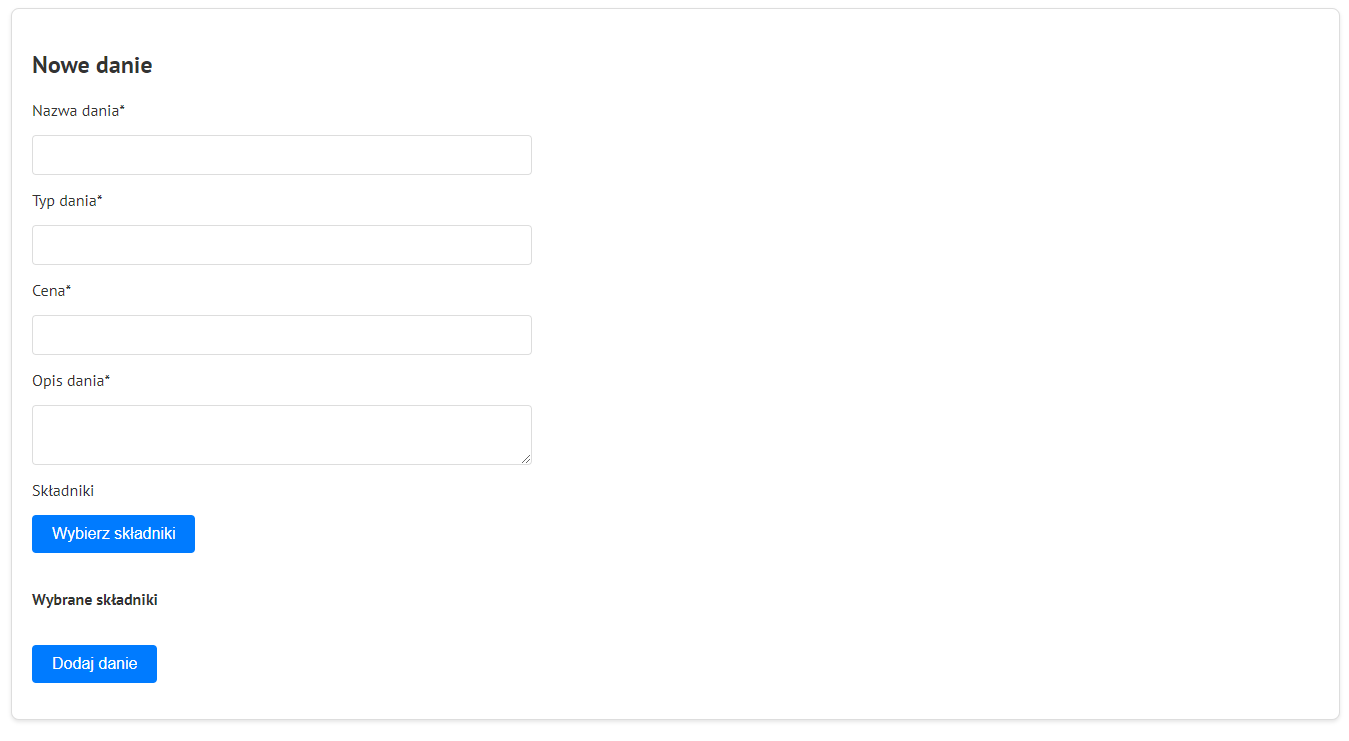 Nowe danie
Nazwa dania*
Typ dania*
Cena*
Opis dania*
Składniki
Wybierz składniki
Wybrane składniki
Dodaj danie